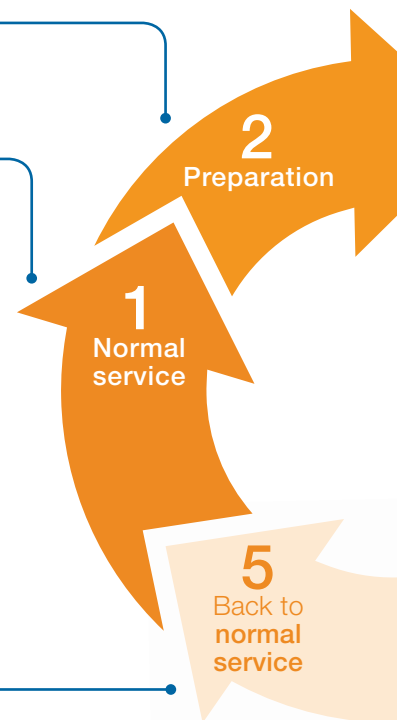 2
Preparation
1
Normal
service
5
Back to
normal
service